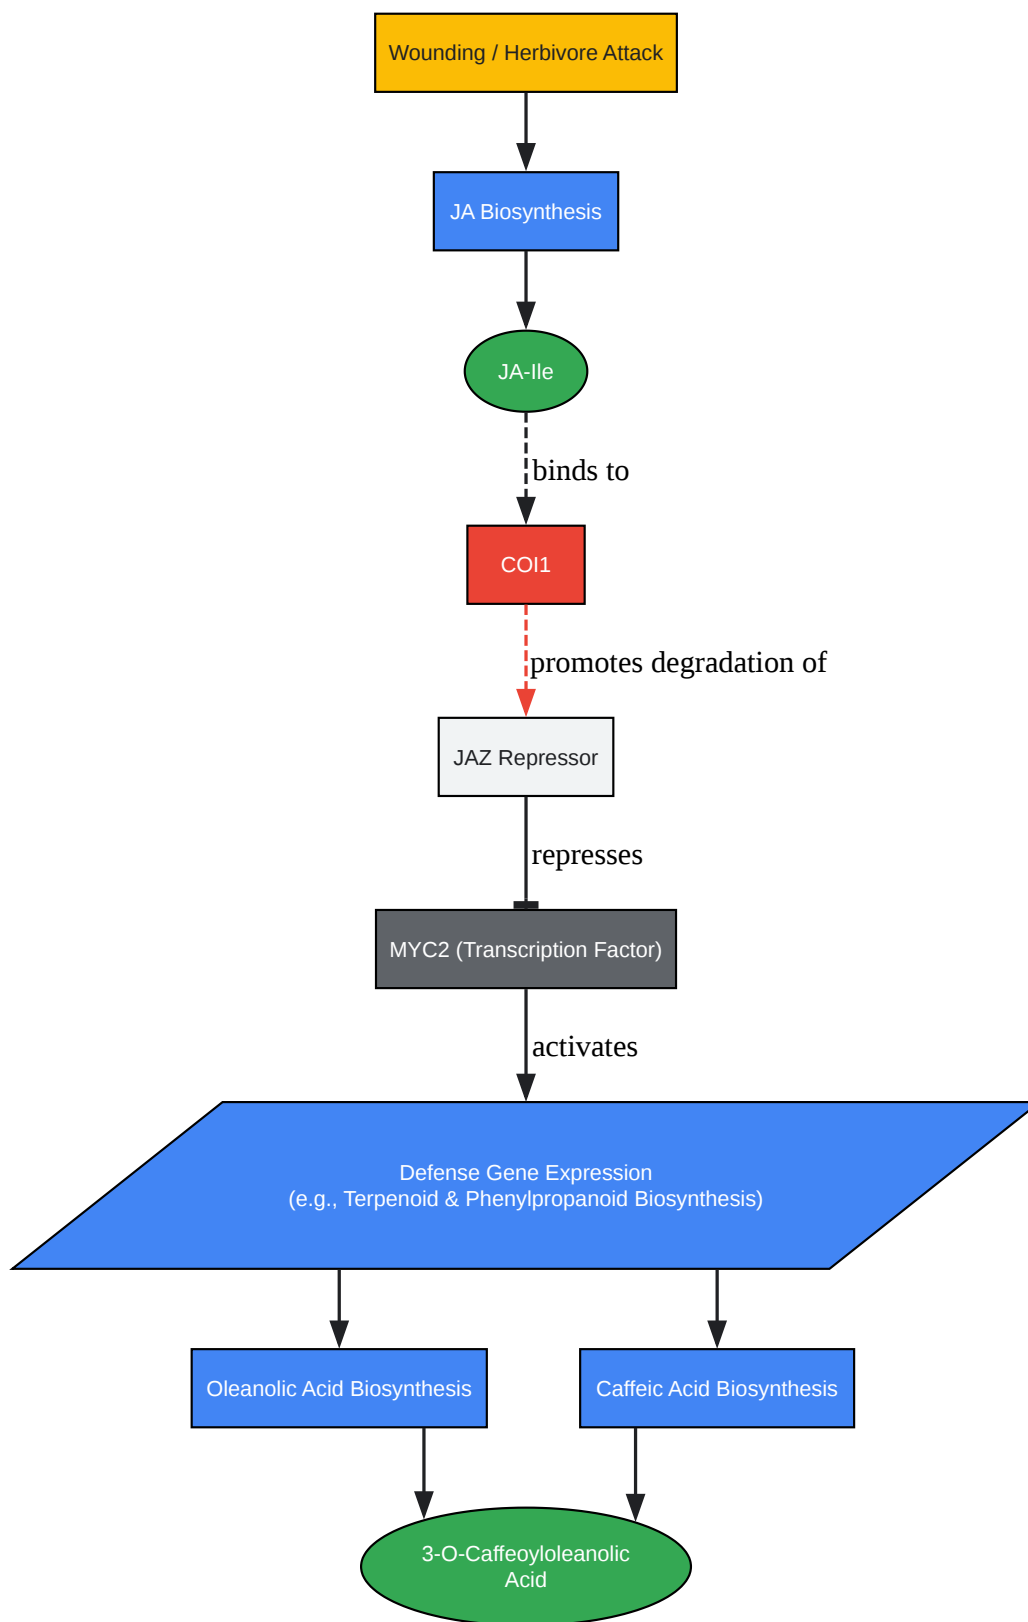 Wounding / Herbivore Attack
JA Biosynthesis
JA-Ile
binds to
COI1
promotes degradation of
JAZ Repressor
represses
MYC2 (Transcription Factor)
activates
Defense Gene Expression
(e.g., Terpenoid & Phenylpropanoid Biosynthesis)
Oleanolic Acid Biosynthesis
Caffeic Acid Biosynthesis
3-O-Caffeoyloleanolic
Acid